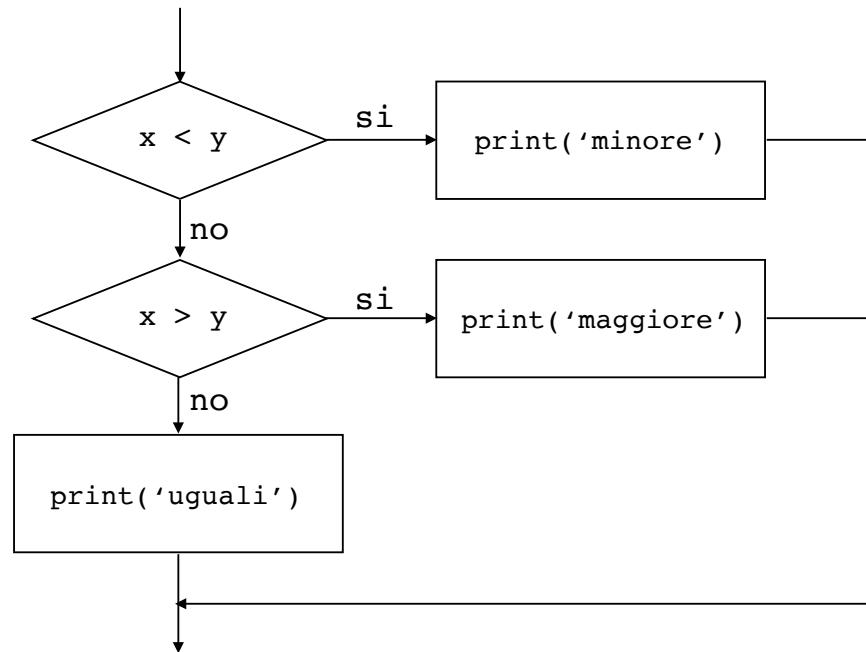 x < y
si
print(‘minore’)
no
x > y
si
print(‘maggiore’)
no
print(‘uguali’)